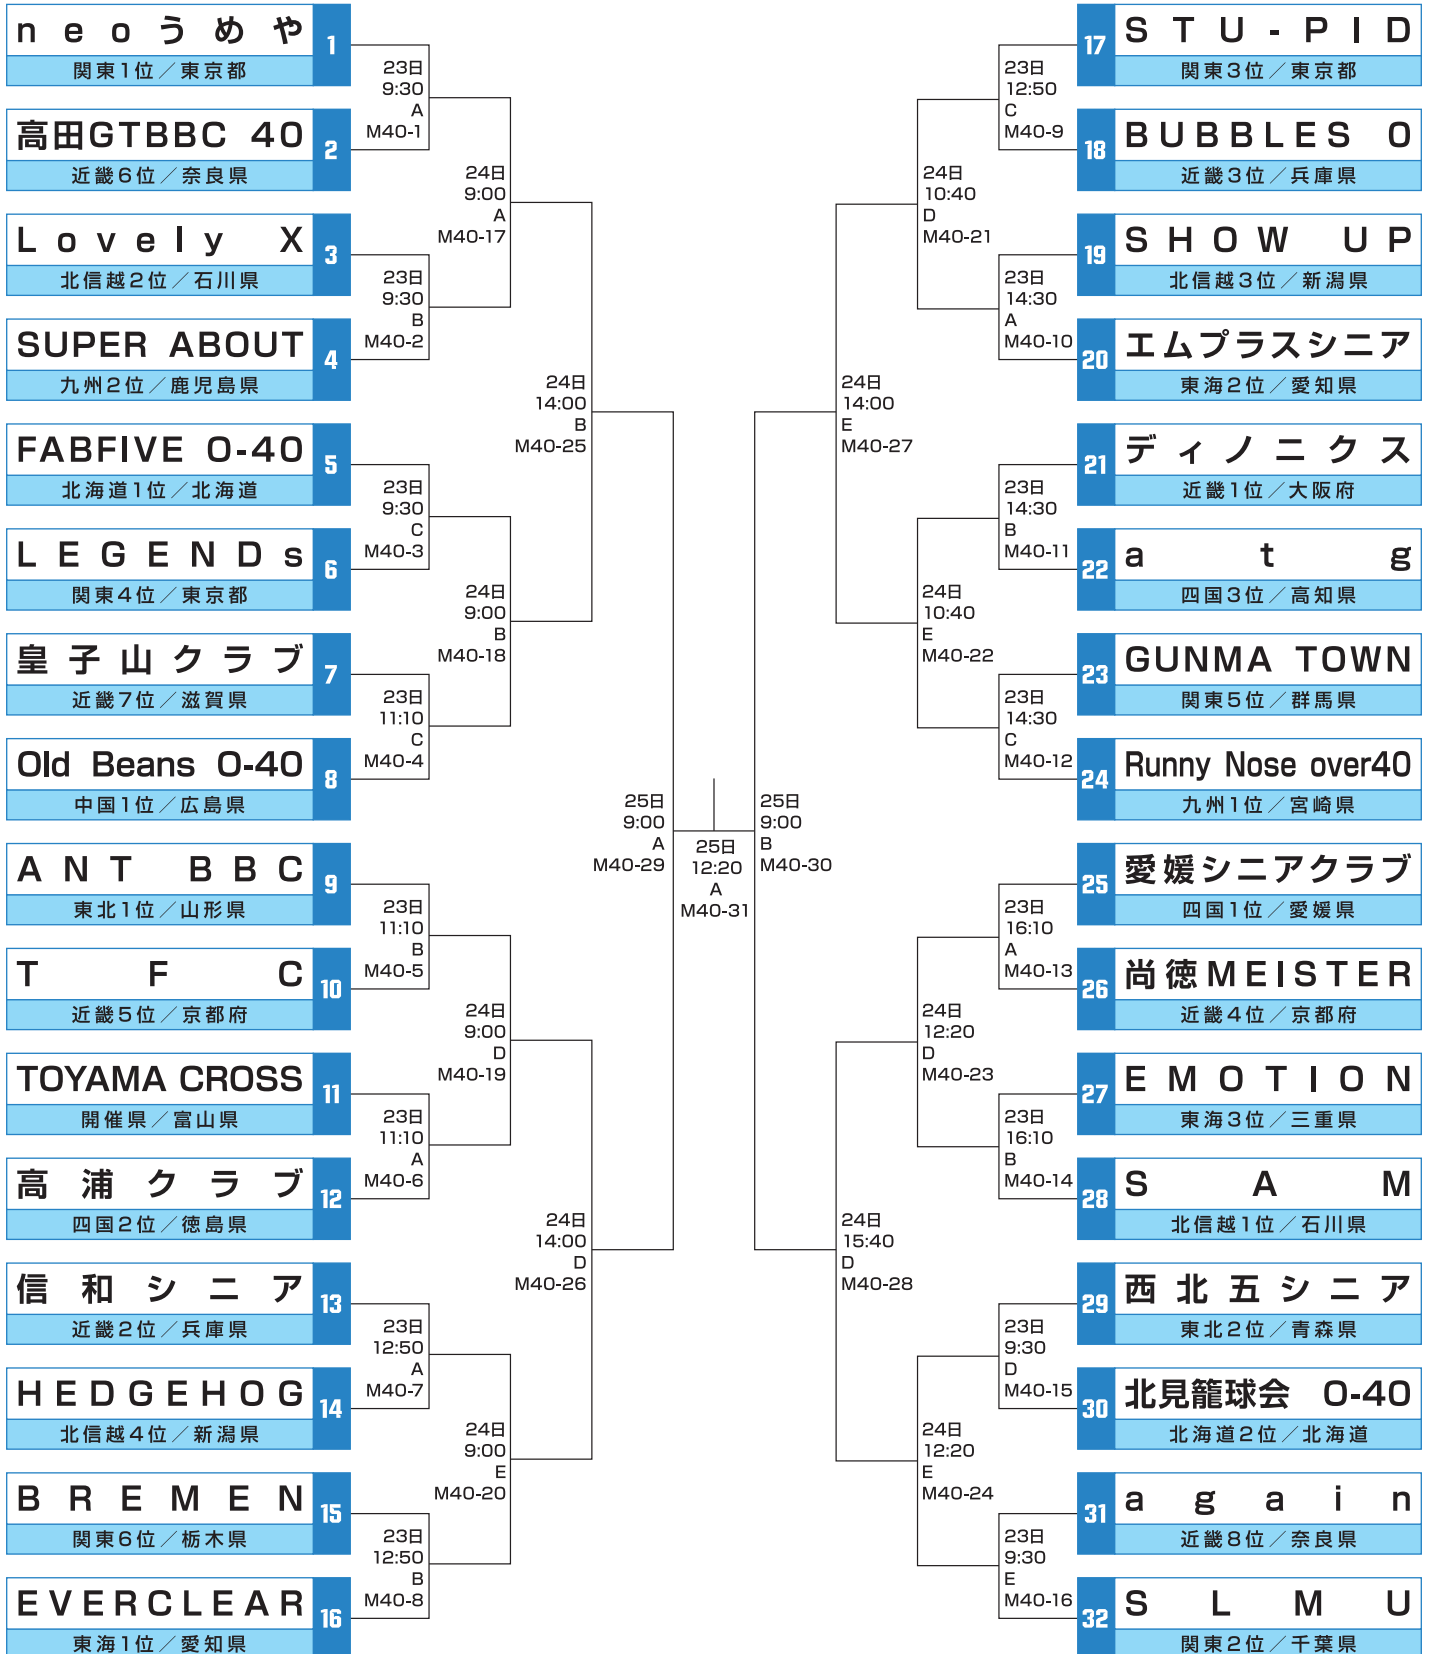 neoうめや
関東1位／東京都
1
高田GTBBC 40
近畿6位／奈良県
2
23日
9:30
A
M40-1
Lovely X
北信越2位／石川県
3
SUPER ABOUT
九州2位／鹿児島県
4
23日
9:30
B
M40-2
24日
9:00
A
M40-17
FABFIVE O-40
北海道1位／北海道
5
LEGENDs
関東4位／東京都
6
23日
9:30
C
M40-3
皇子山クラブ
近畿7位／滋賀県
7
Old Beans O-40
中国1位／広島県
8
23日
11:10
C
M40-4
24日
9:00
B
M40-18
24日
14:00
B
M40-25
ANT BBC
東北1位／山形県
9
TFC
近畿5位／京都府
10
23日
11:10
B
M40-5
TOYAMA CROSS
開催県／富山県
11
高浦クラブ
四国2位／徳島県
12
23日
11:10
A
M40-6
24日
9:00
D
M40-19
信和シニア
近畿2位／兵庫県
13
HEDGEHOG
北信越4位／新潟県
14
23日
12:50
A
M40-7
BREMEN
関東6位／栃木県
15
EVERCLEAR
東海1位／愛知県
16
23日
12:50
B
M40-8
24日
9:00
E
M40-20
24日
14:00
D
M40-26
25日
9:00
A
M40-29
25日
12:20
A
M40-31
25日
9:00
B
M40-30
17
STU-PID
関東3位／東京都
18
BUBBLES O
近畿3位／兵庫県
23日
12:50
C
M40-9
19
SHOW UP
北信越3位／新潟県
20
エムプラスシニア
東海2位／愛知県
23日
14:30
A
M40-10
24日
10:40
D
M40-21
21
ディノニクス
近畿1位／大阪府
22
atg
四国3位／高知県
23日
14:30
B
M40-11
23
GUNMA TOWN
関東5位／群馬県
24
Runny Nose over40
九州1位／宮崎県
23日
14:30
C
M40-12
24日
10:40
E
M40-22
24日
14:00
E
M40-27
25
愛媛シニアクラブ
四国1位／愛媛県
26
尚徳MEISTER
近畿4位／京都府
23日
16:10
A
M40-13
27
EMOTION
東海3位／三重県
28
SAM
北信越1位／石川県
23日
16:10
B
M40-14
24日
12:20
D
M40-23
29
西北五シニア
東北2位／青森県
30
北見籠球会 O-40
北海道2位／北海道
23日
9:30
D
M40-15
31
again
近畿8位／奈良県
32
SLMU
関東2位／千葉県
23日
9:30
E
M40-16
24日
12:20
E
M40-24
24日
15:40
D
M40-28